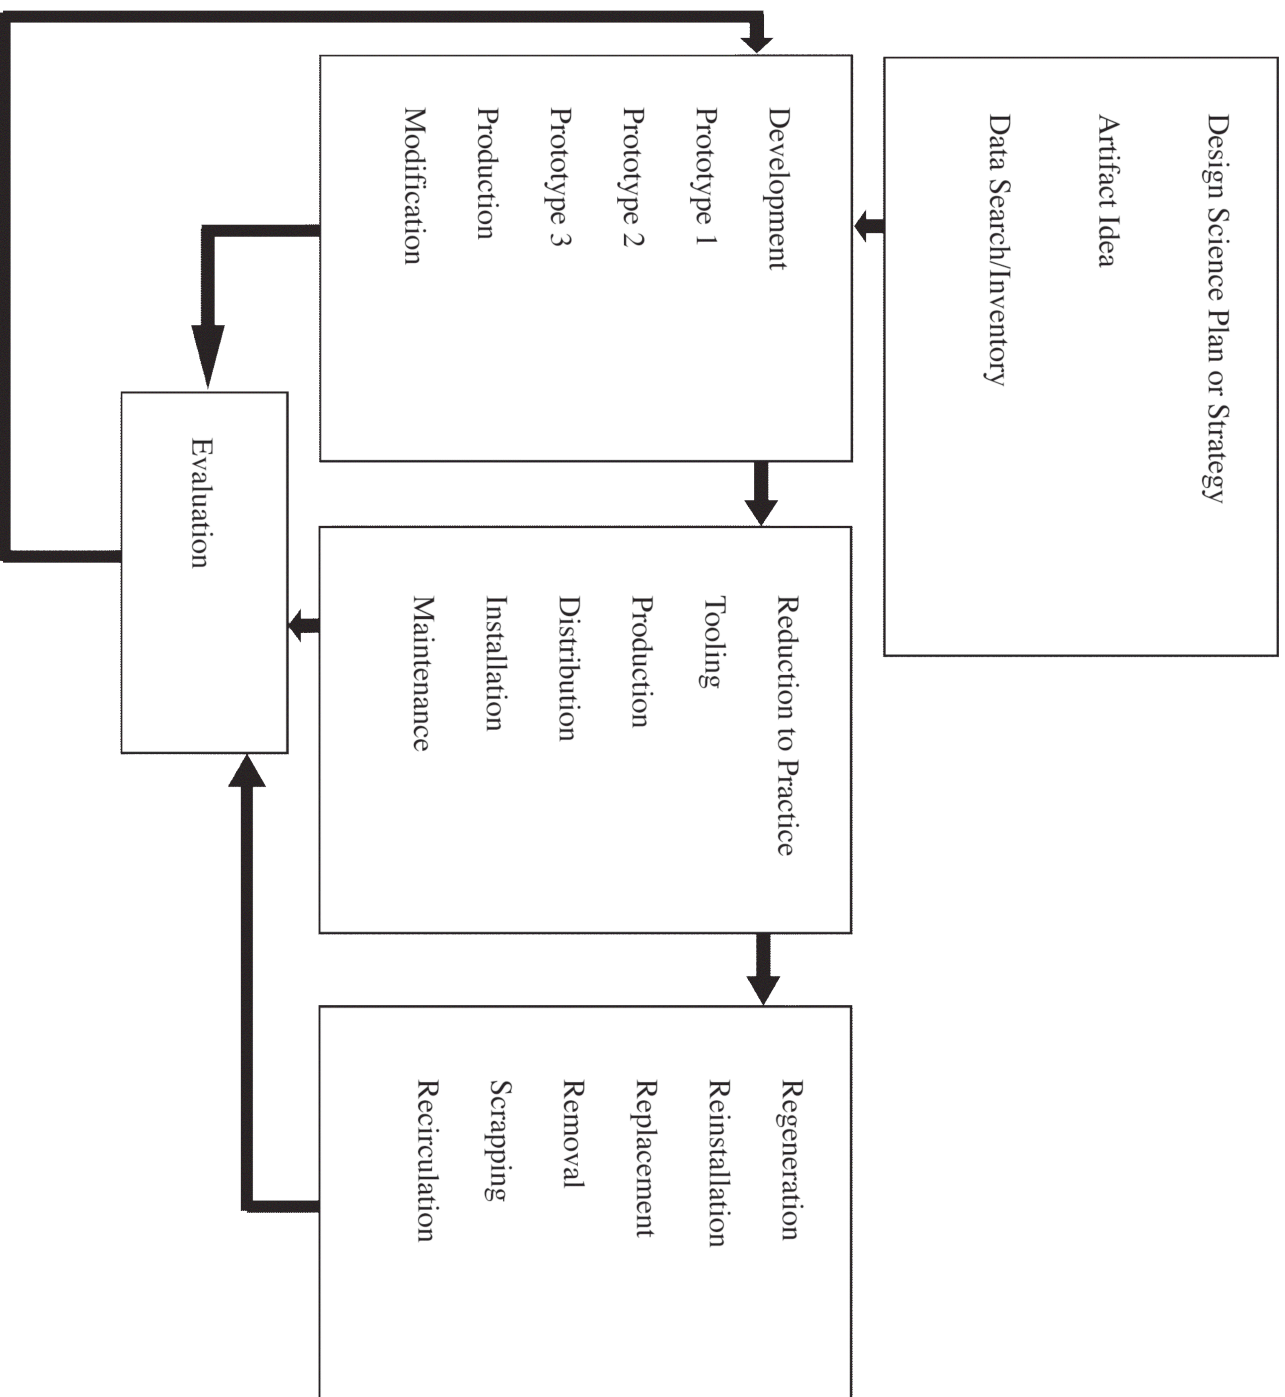 Design Science Plan or Strategy
Artifact Idea
Data Search/Inventory
Development
Prototype 1
Prototype 2
Prototype 3
Production
Modification
Reduction to Practice
Tooling
Production
Distribution
Installation
Maintenance
Regeneration
Reinstallation
Replacement
Removal
Scrapping
Recirculation
Evaluation